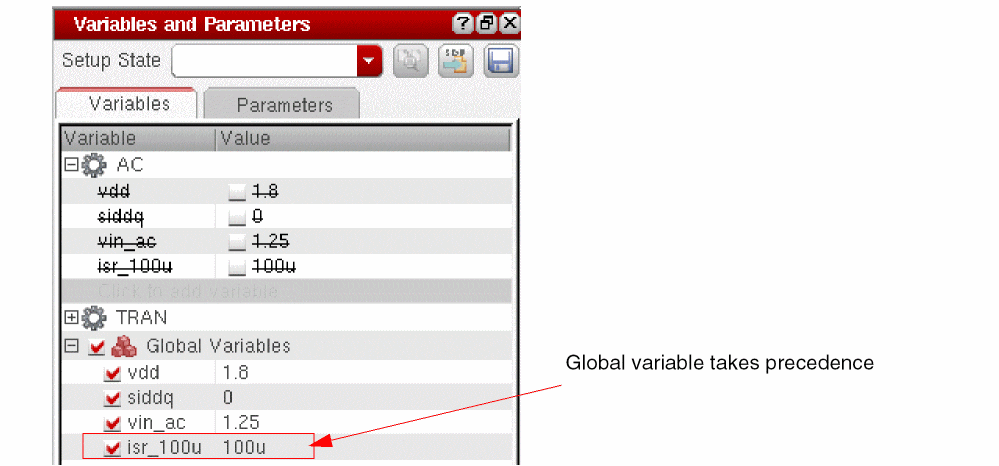 Variables and Parameters
Setup State
Variables Parameters
Variable Value
AC
vdd 1.8
siddq 0
vin_ac 1.25
isr_100u 100u
Click to add variable
TRAN
Global Variables
vdd 1.8
siddq 0
vin_ac 1.25
isr_100u 100u
Global variable takes precedence